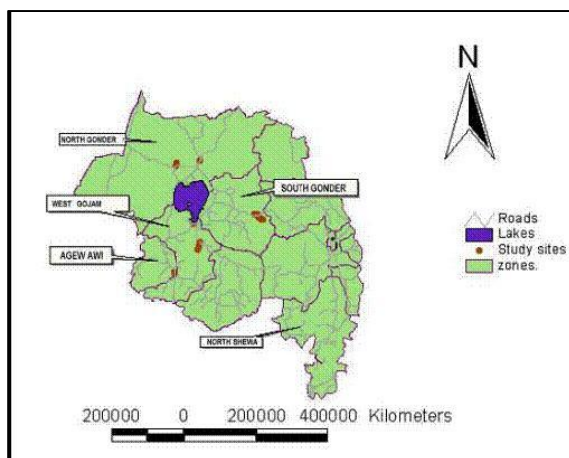 N
NORTH GONDER
SOUTH GONDER
WEST GOJAM
AGEW AWI
NORTH SHEWA
Roads
Lakes
Study sites
zones.
200000 0 200000 400000 Kilometers